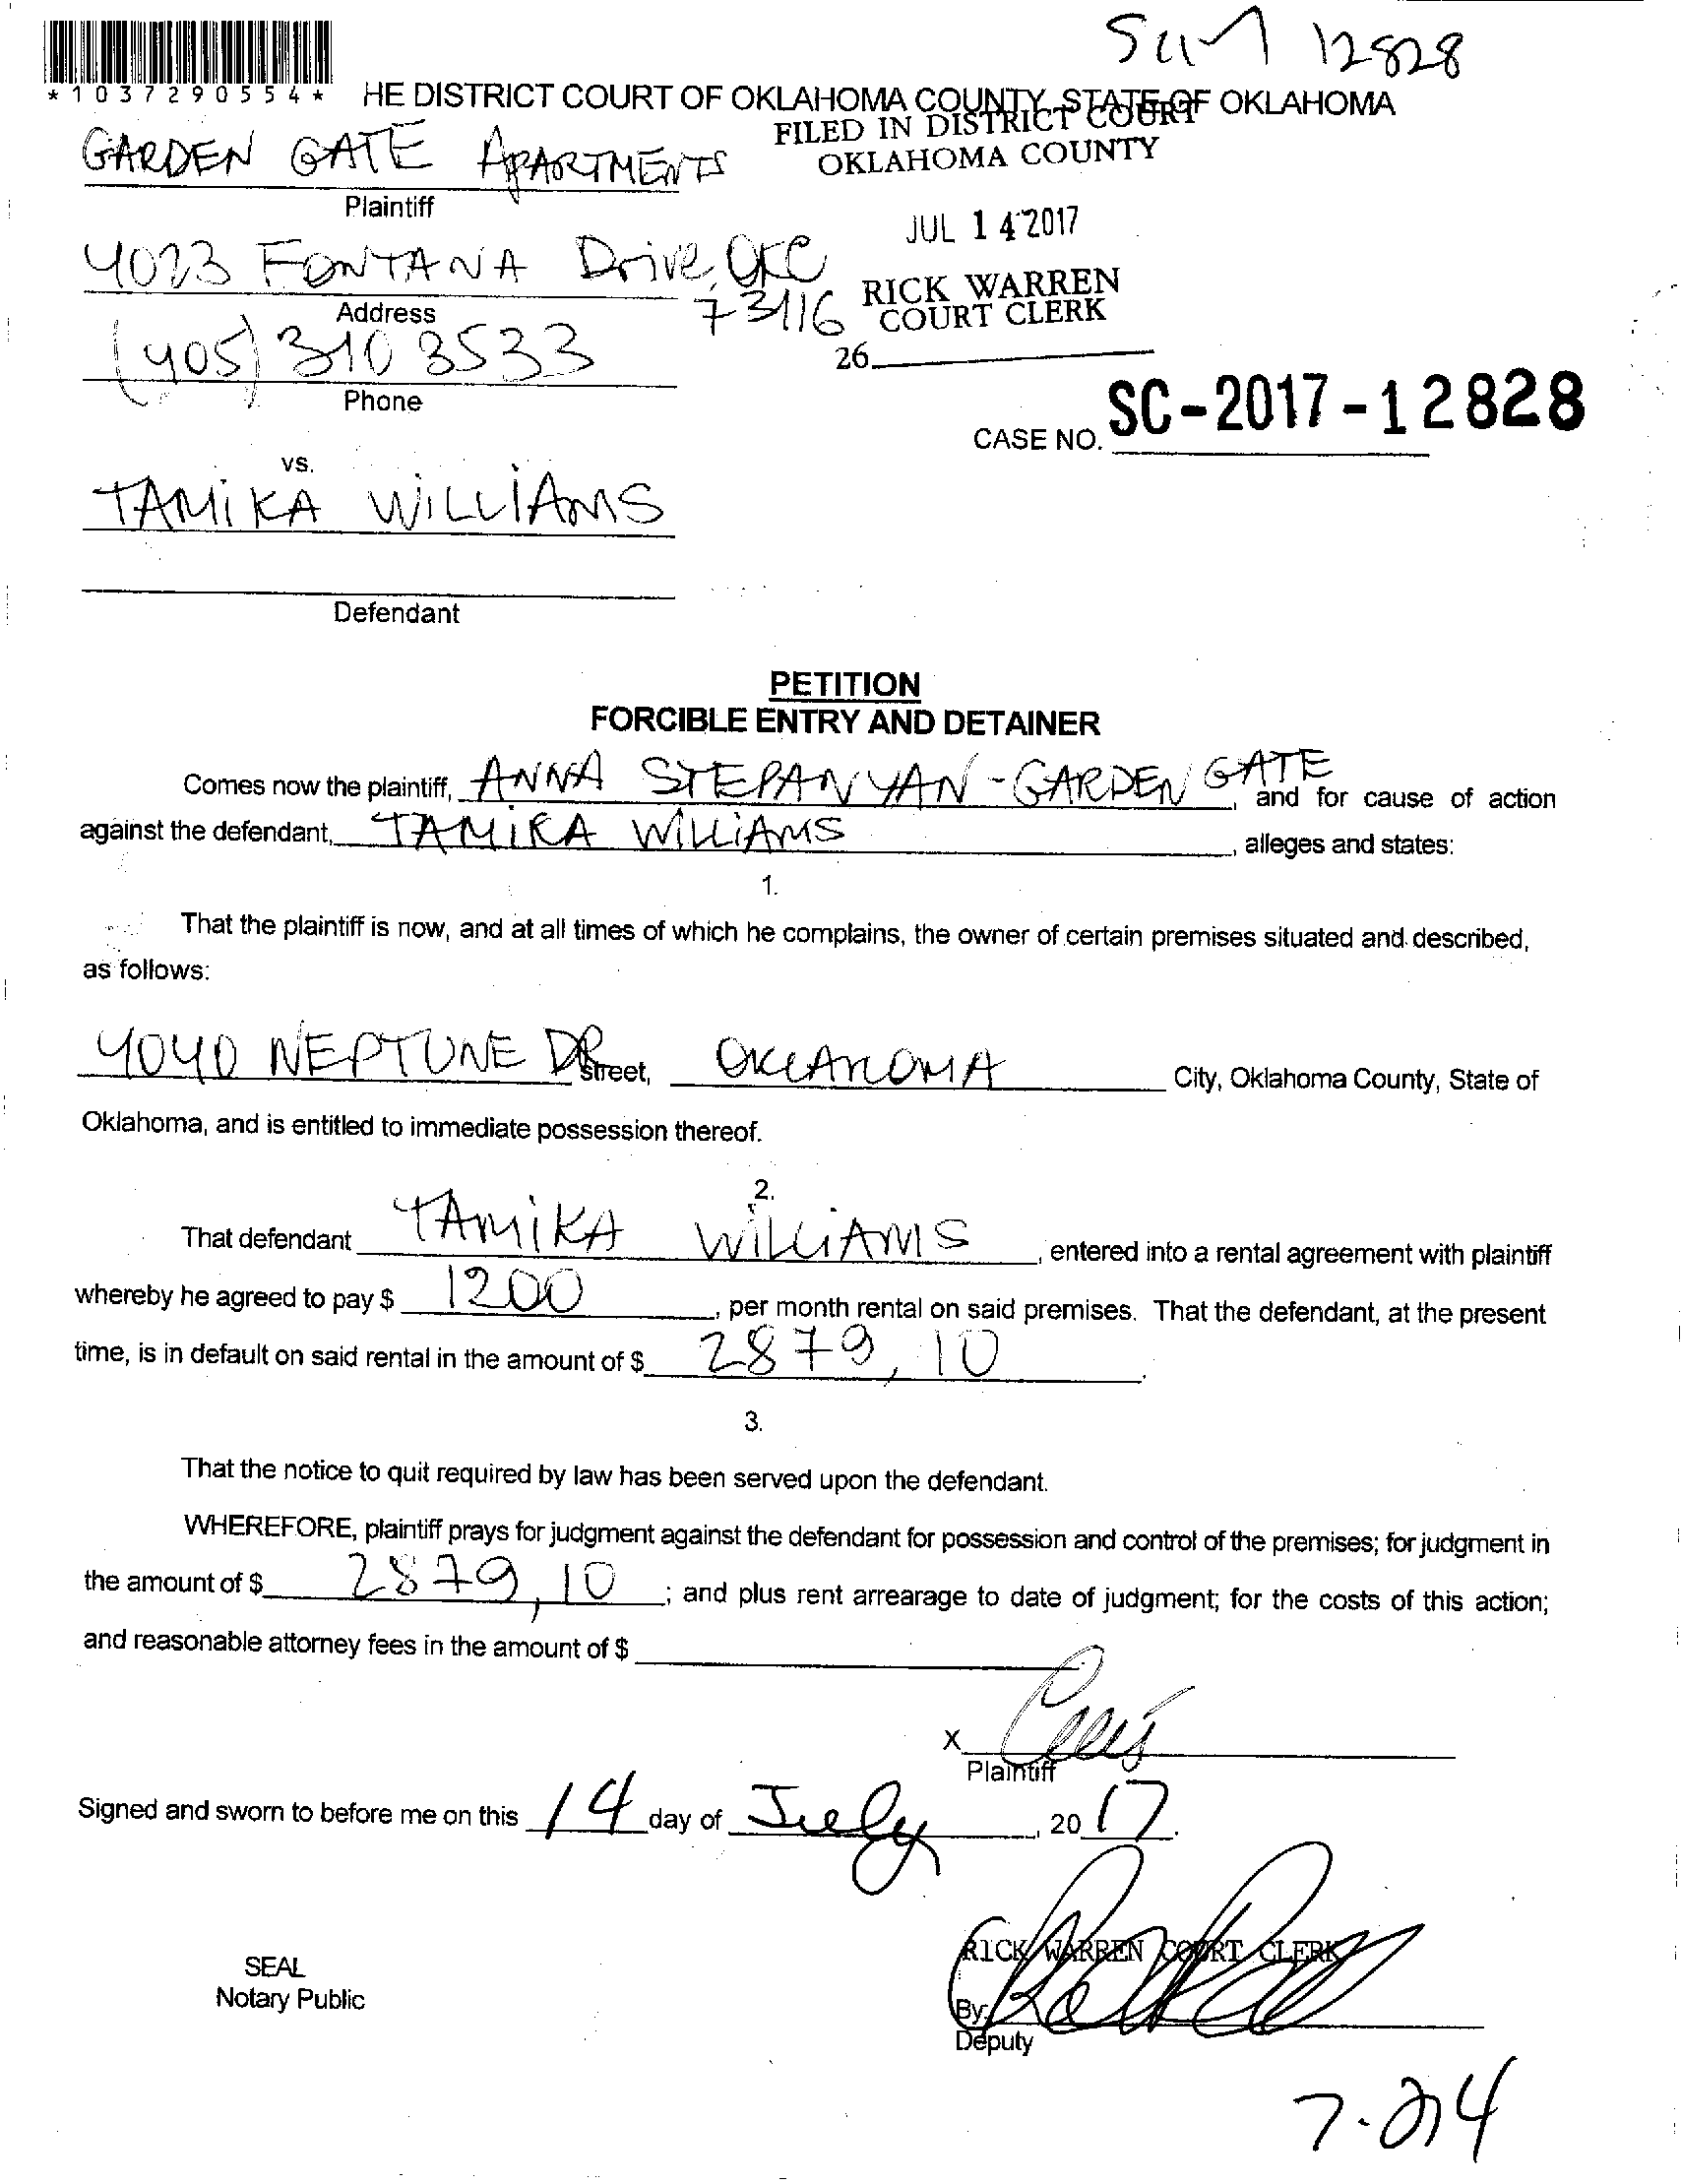 Sum 12828
*1037290554*
HE DISTRICT COURT OF OKLAHOMA COUNTY, STATE OF OKLAHOMA
FILED IN DISTRICT COURT
OKLAHOMA COUNTY
GARDEN GATE APARTMENTS
Plaintiff
JUL 14 2017
4023 FONTANA Drive, OKC
73116
Address
RICK WARREN
COURT CLERK
(405) 310 3533
Phone
26
CASE NO. SC-2017-12828
vs.
TAMiKA WiLLiAMS
Defendant
PETITION
FORCIBLE ENTRY AND DETAINER
Comes now the plaintiff, ANNA STEPANYAN - GARDEN GATE, and for cause of action
against the defendant, TAMiKA WiLLiAMS, alleges and states:
1.
That the plaintiff is now, and at all times of which he complains, the owner of certain premises situated and described,
as follows:
4040 NEPTUNE DR Street, OKLAHOMA City, Oklahoma County, State of
Oklahoma, and is entitled to immediate possession thereof.
2.
That defendant TAMiKA WiLLiAMS, entered into a rental agreement with plaintiff
whereby he agreed to pay $ 1200, per month rental on said premises. That the defendant, at the present
time, is in default on said rental in the amount of $ 2879,10.
3.
That the notice to quit required by law has been served upon the defendant.
WHEREFORE, plaintiff prays for judgment against the defendant for possession and control of the premises; for judgment in
the amount of $ 2879,10; and plus rent arrearage to date of judgment; for the costs of this action;
and reasonable attorney fees in the amount of $
X
Plaintiff
Signed and sworn to before me on this 14 day of July, 20 17.
RICK WARREN COURT CLERK
SEAL
Notary Public
By:
Deputy